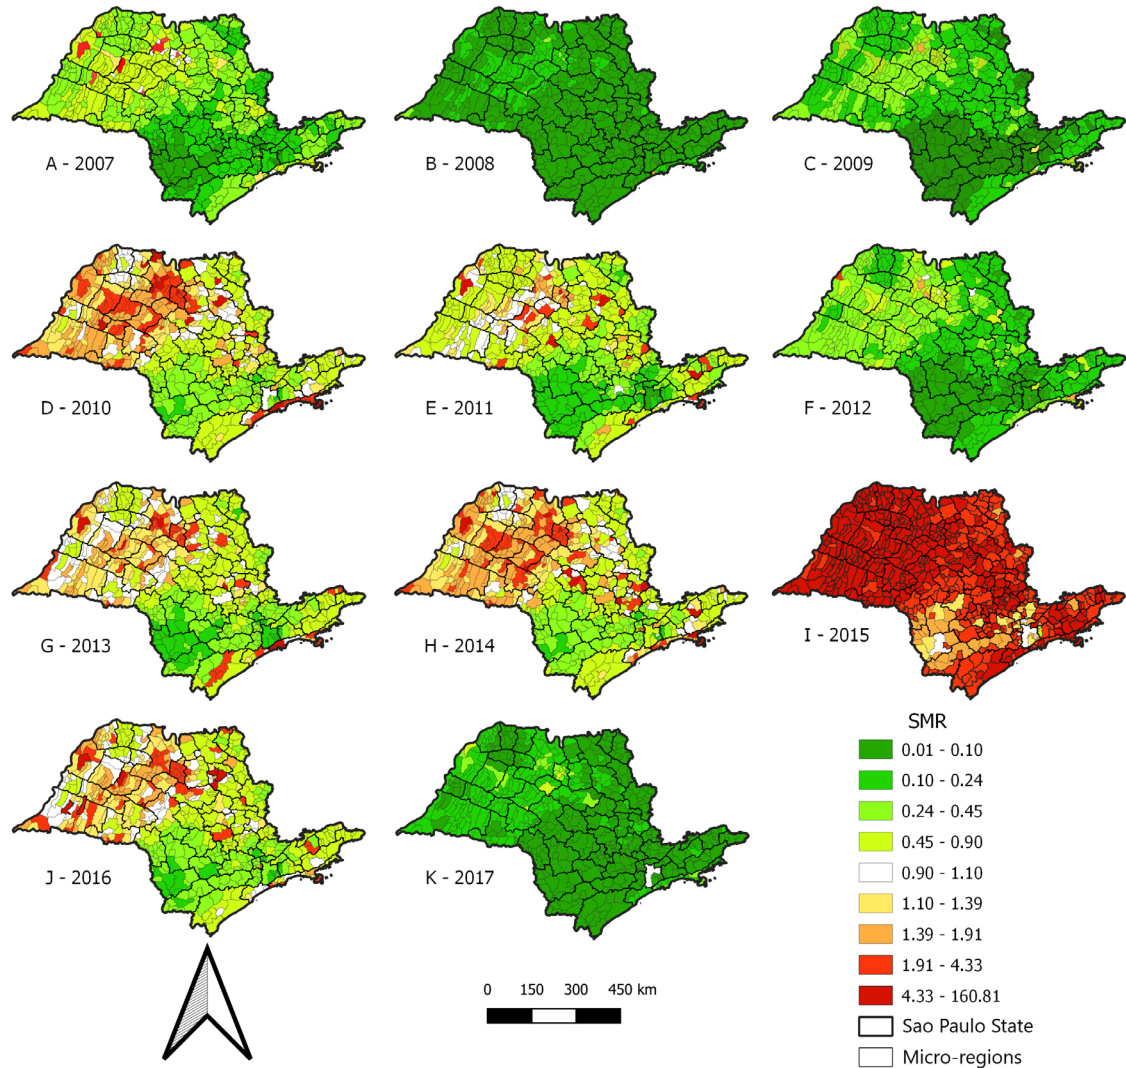 A - 2007
B - 2008
C - 2009
D - 2010
E - 2011
F - 2012
G - 2013
H - 2014
I - 2015
J - 2016
K - 2017
SMR
0.01 - 0.10
0.10 - 0.24
0.24 - 0.45
0.45 - 0.90
0.90 - 1.10
1.10 - 1.39
1.39 - 1.91
1.91 - 4.33
4.33 - 160.81
Sao Paulo State
Micro-regions
0 150 300 450 km